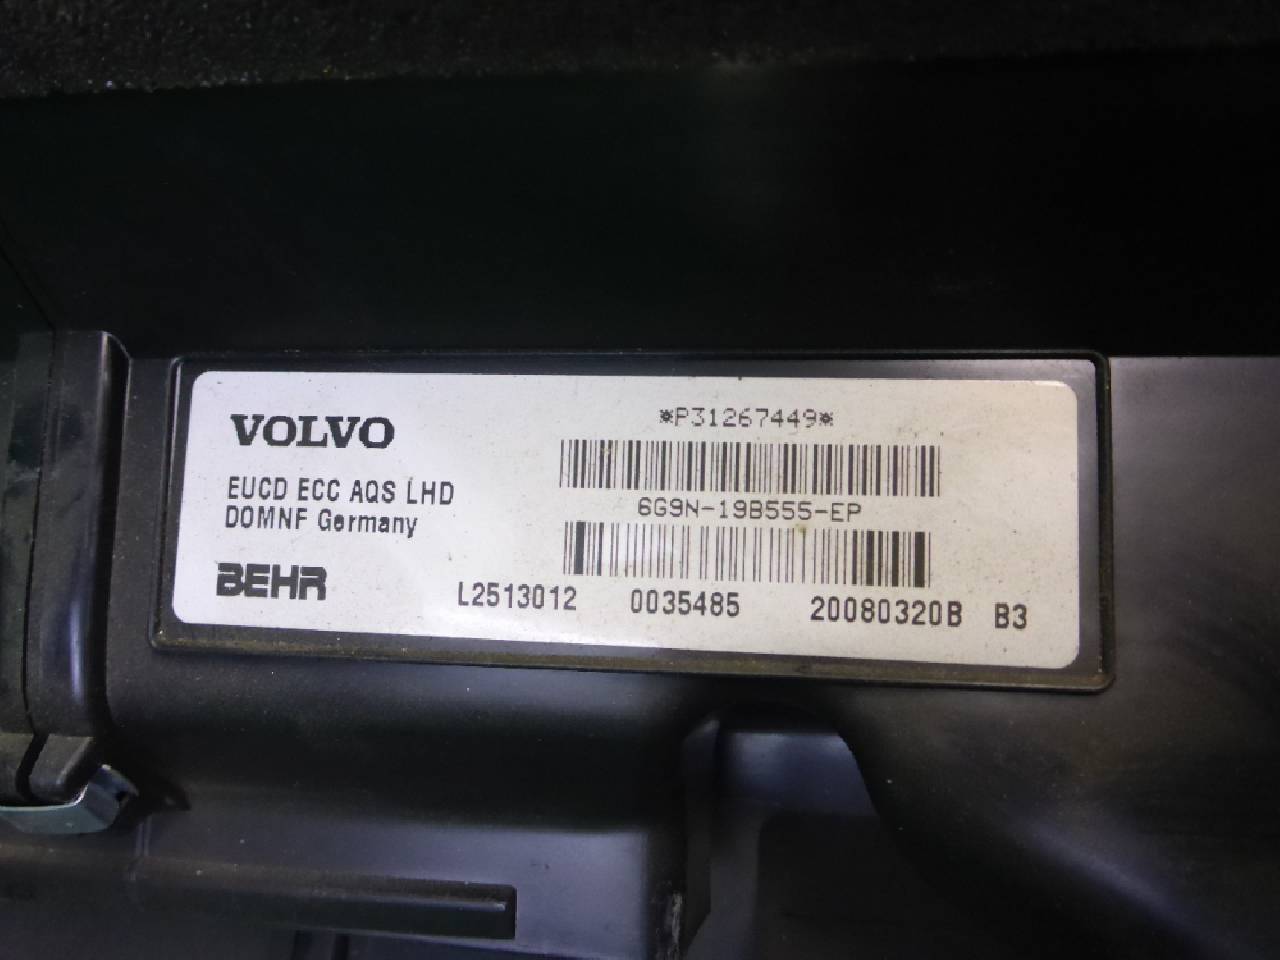 VOLVO
EUCD ECC AQS LHD
DOMNF Germany
BEHR
*P31267449*
6G9N-19B555-EP
L2513012 0035485 20080320B B3